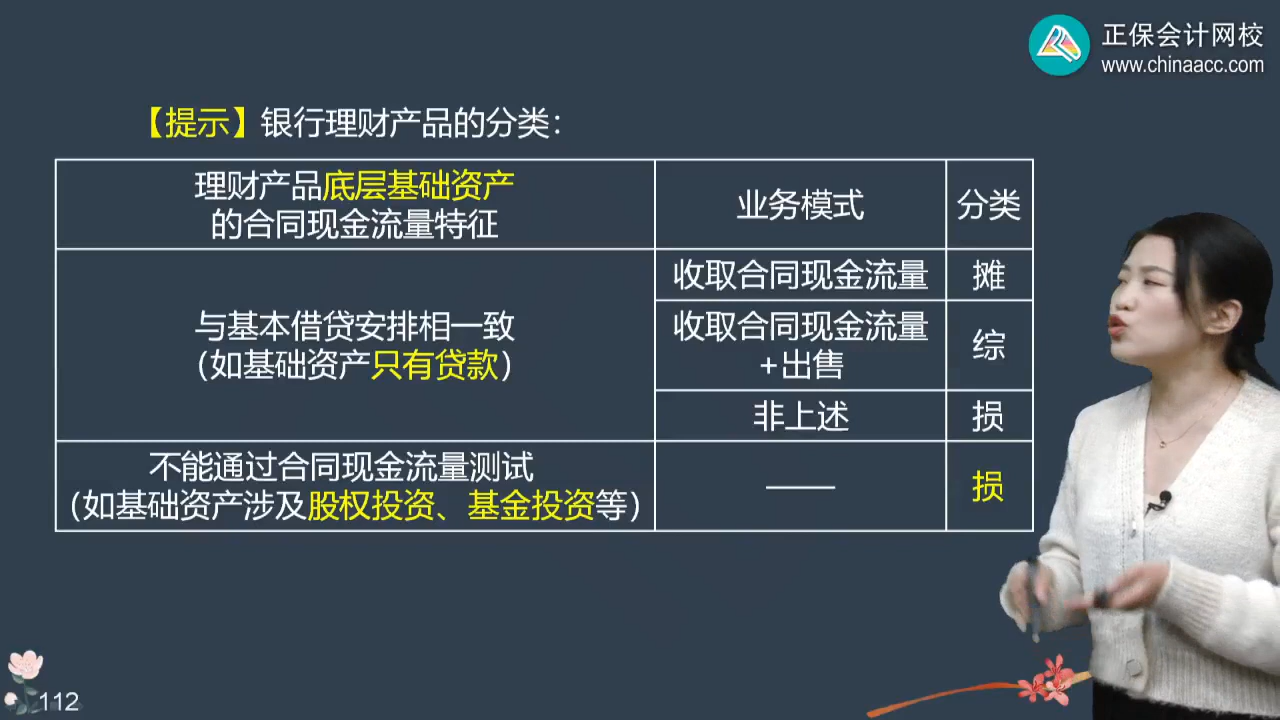 正保会计网校
www.chinaacc.com
【提示】银行理财产品的分类：
理财产品底层基础资产
的合同现金流量特征
业务模式
分类
与基本借贷安排相一致
（如基础资产只有贷款）
收取合同现金流量
摊
收取合同现金流量
+出售
综
非上述
损
不能通过合同现金流量测试
（如基础资产涉及股权投资、基金投资等）
——
损
112